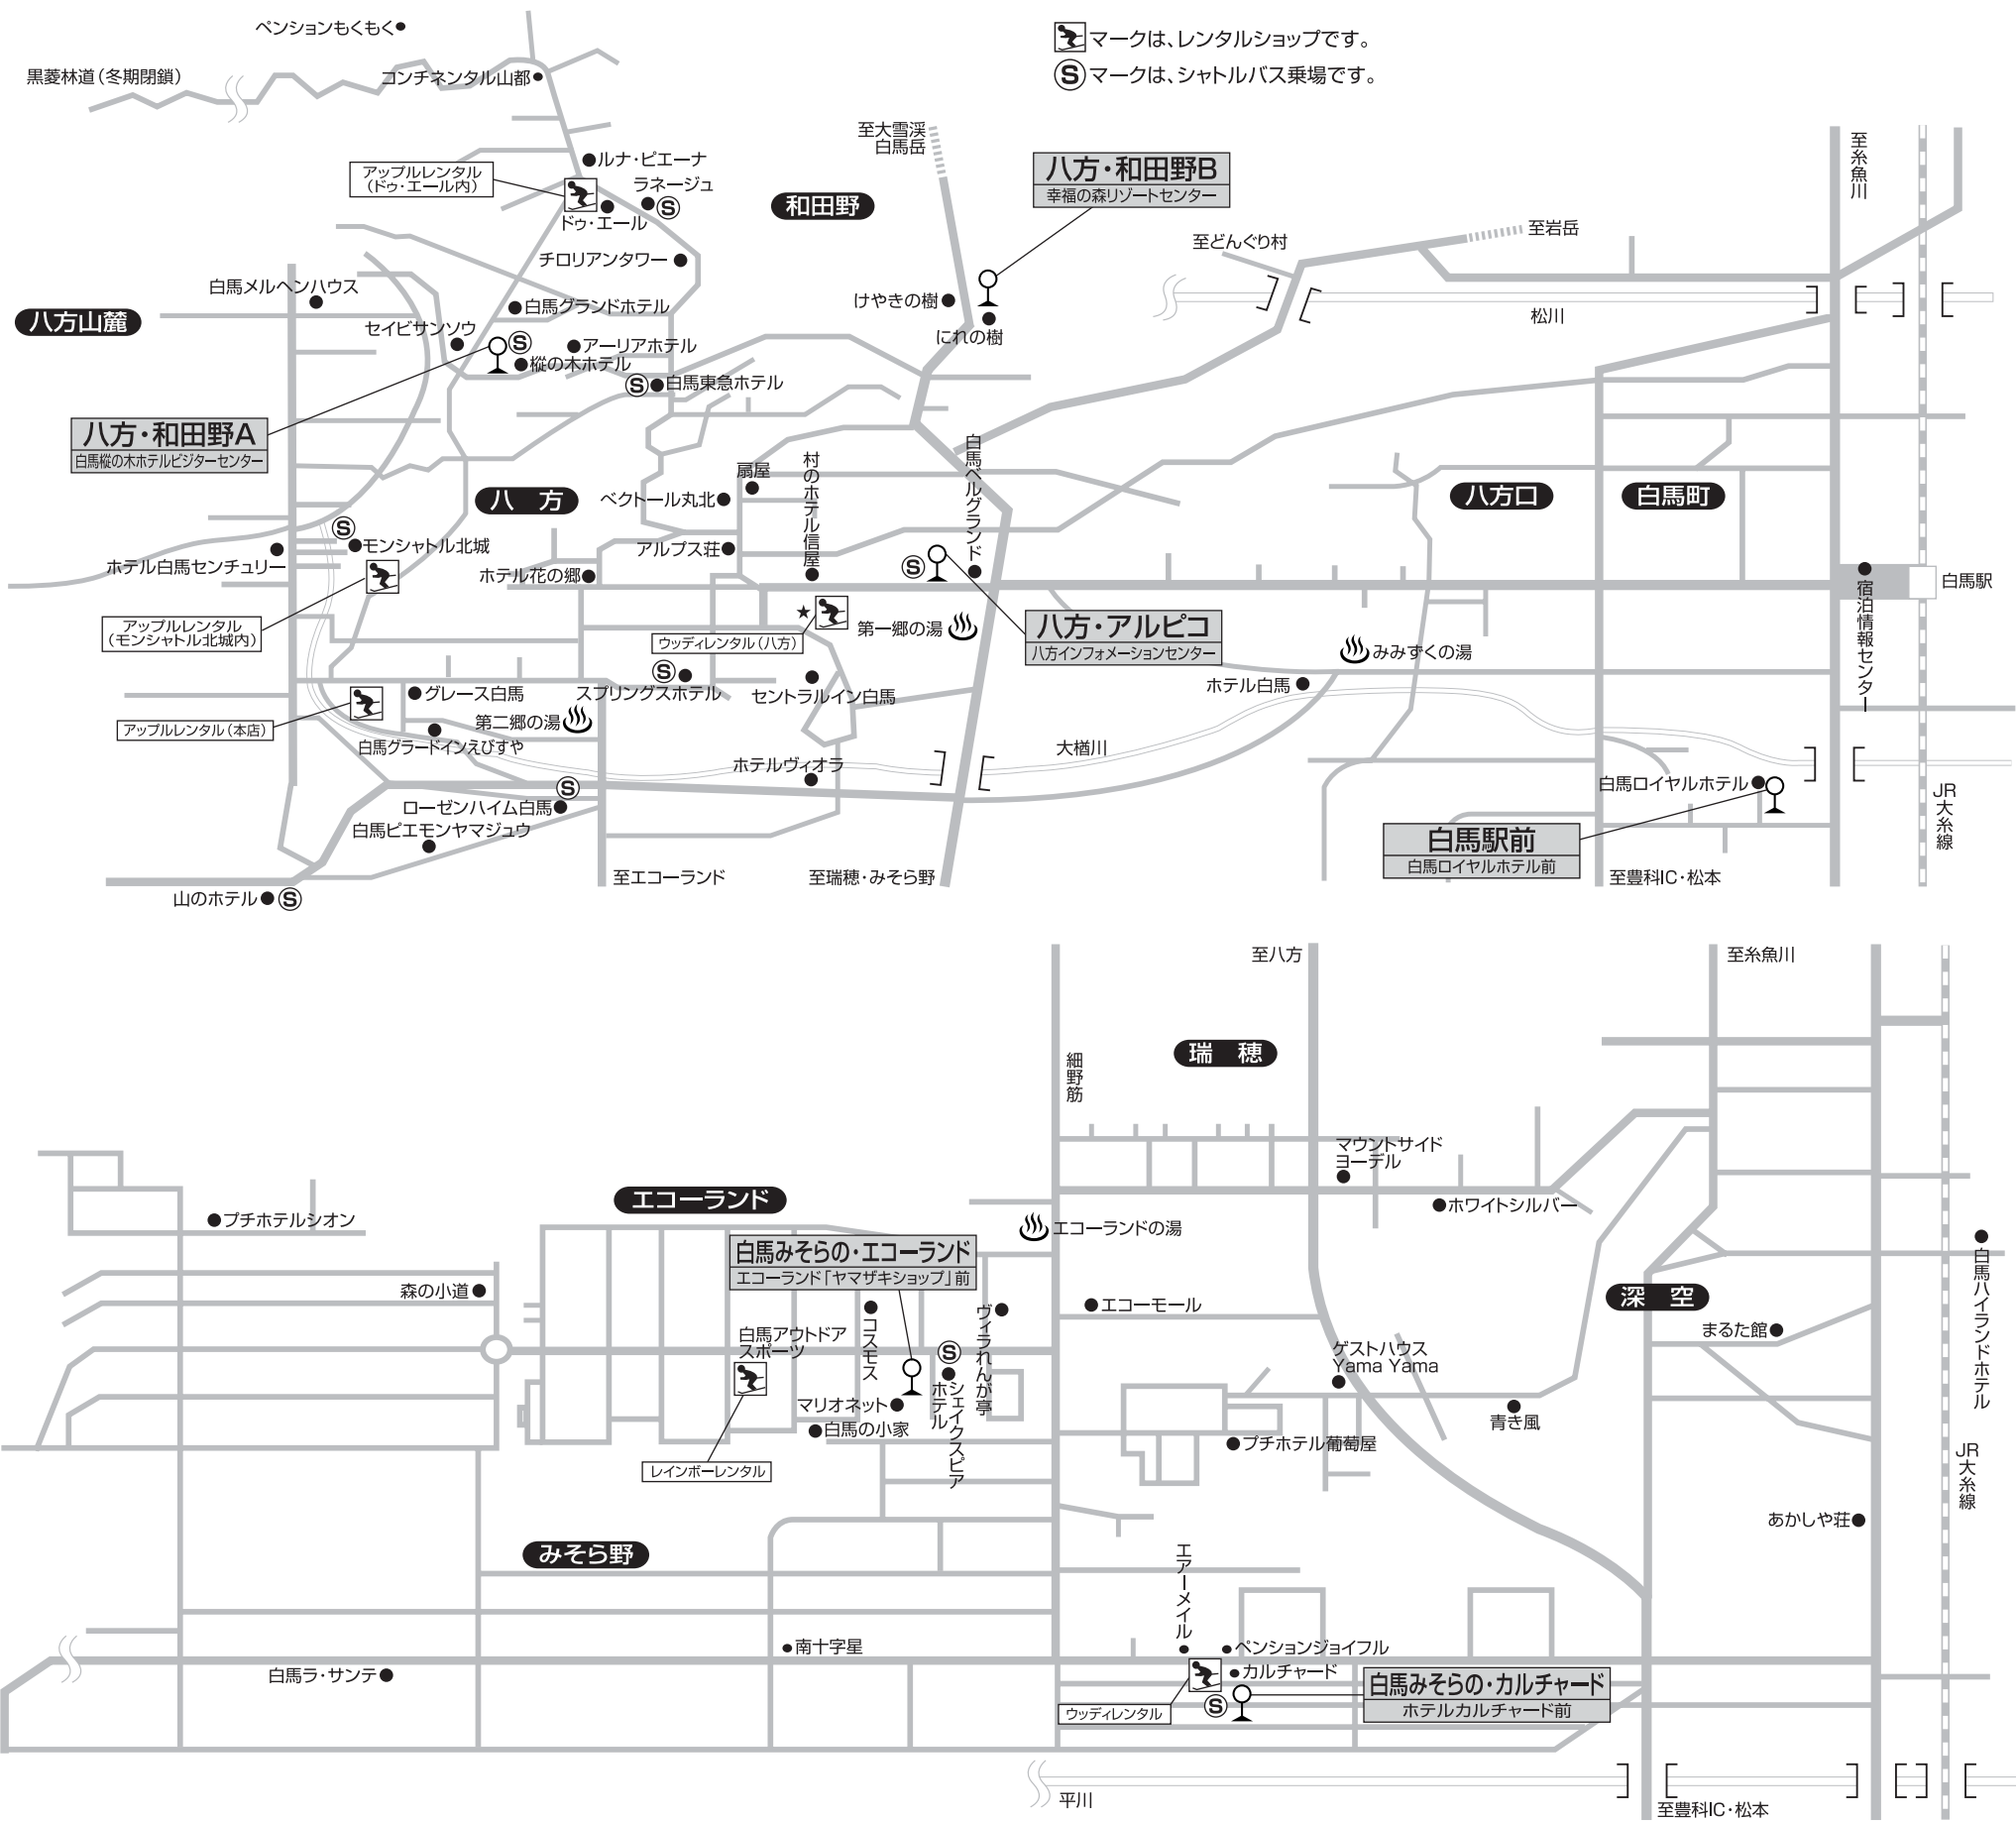 ペンションもくもく
黒菱林道（冬期閉鎖）
コンチネンタル山都
マークは、レンタルショップです。
S マークは、シャトルバス乗場です。
至大雪渓
白馬岳
八方・和田野B
幸福の森リゾートセンター
至糸魚川
アップルレンタル
（ドゥ・エール内）
ルナ・ピエーナ
ラネージュ
S
ドゥ・エール
和田野
至どんぐり村
至岩岳
チロリアンタワー
白馬メルヘンハウス
白馬グランドホテル
けやきの樹
にれの樹
松川
八方山麓
セイビサンソウ
S
アーリアホテル
樅の木ホテル
S
白馬東急ホテル
八方・和田野A
白馬樅の木ホテルビジターセンター
白馬ベルグランド
村のホテル信屋
扇屋
八 方
ベクトール丸北
八方口
白馬町
S
モンシャトル北城
アルプス荘
S
ホテル白馬センチュリー
ホテル花の郷
白馬駅
宿泊情報センター
アップルレンタル
（モンシャトル北城内）
★
ウッディレンタル（八方）
第一郷の湯
八方・アルピコ
八方インフォメーションセンター
みみずくの湯
S
グレース白馬
スプリングスホテル
セントラルイン白馬
ホテル白馬
アップルレンタル（本店）
第二郷の湯
白馬グラードインえびすや
大楢川
ホテルヴィオラ
S
ローゼンハイム白馬
白馬ピエモンヤマジュウ
白馬ロイヤルホテル
JR大糸線
白馬駅前
白馬ロイヤルホテル前
至エコーランド
至瑞穂・みそら野
至豊科IC・松本
山のホテル
S
至八方
至糸魚川
細野筋
瑞 穂
マウントサイド
ヨーデル
ホワイトシルバー
エコーランド
プチホテルシオン
エコーランドの湯
白馬みそらの・エコーランド
エコーランド「ヤマザキショップ」前
白馬ハイランドホテル
森の小道
コスモス
ヴィラれんが亭
エコーモール
深 空
まるた館
白馬アウトドア
スポーツ
S
シェイクスピア
ホテル
ゲストハウス
Yama Yama
マリオネット
白馬の小家
青き風
プチホテル葡萄屋
レインボーレンタル
JR大糸線
あかしや荘
みそら野
エアーメイル
南十字星
ペンションジョイフル
カルチャード
白馬ラ・サンテ
白馬みそらの・カルチャード
ホテルカルチャード前
S
ウッディレンタル
平川
至豊科IC・松本